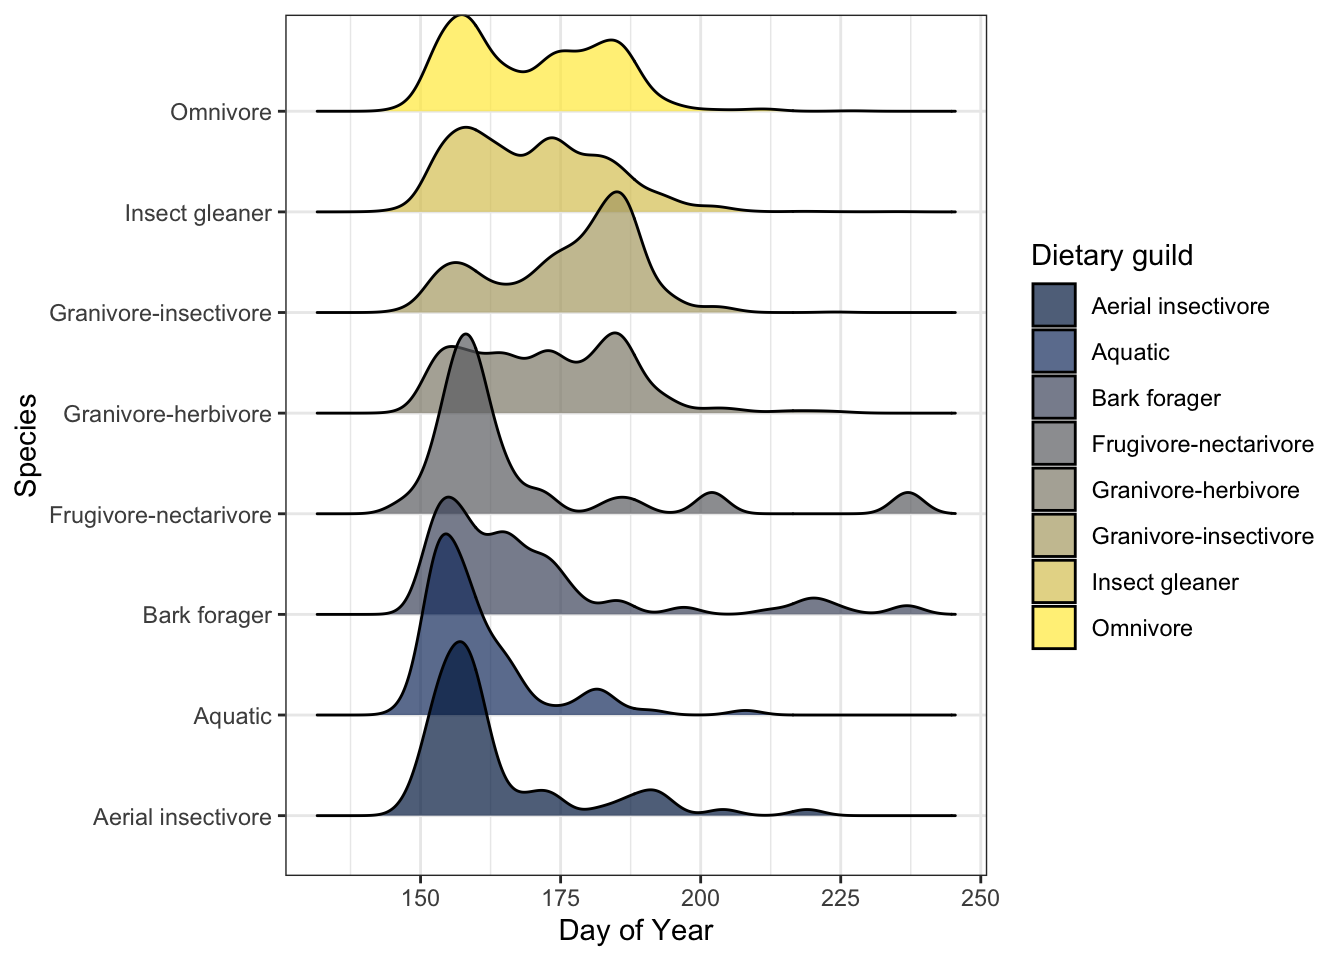 Species
Omnivore
Insect gleaner
Granivore-insectivore
Granivore-herbivore
Frugivore-nectarivore
Bark forager
Aquatic
Aerial insectivore
150 175 200 225 250
Day of Year
Dietary guild
Aerial insectivore
Aquatic
Bark forager
Frugivore-nectarivore
Granivore-herbivore
Granivore-insectivore
Insect gleaner
Omnivore